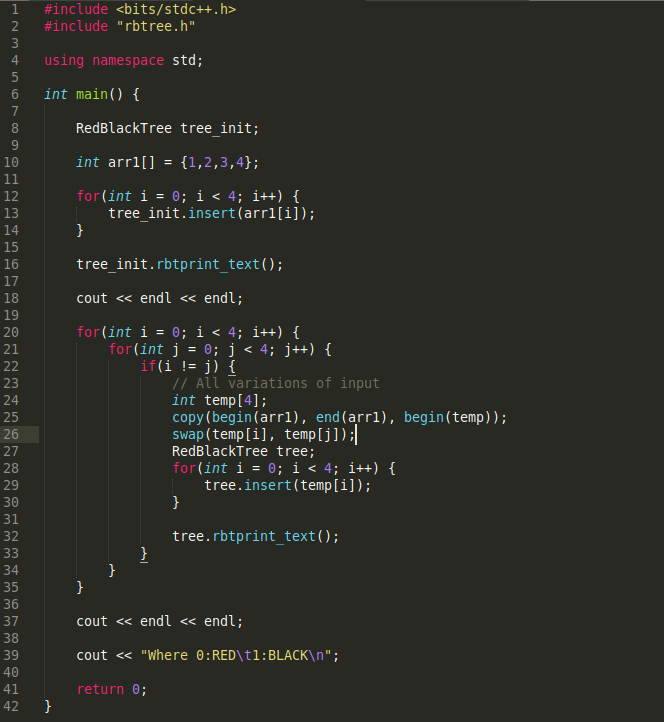 1 #include <bits/stdc++.h>
2 #include "rbtree.h"
3
4 using namespace std;
5
6 int main() {
7
8     RedBlackTree tree_init;
9
10     int arr1[] = {1,2,3,4};
11
12     for(int i = 0; i < 4; i++) {
13         tree_init.insert(arr1[i]);
14     }
15
16     tree_init.rbtprint_text();
17
18     cout << endl << endl;
19
20     for(int i = 0; i < 4; i++) {
21         for(int j = 0; j < 4; j++) {
22             if(i != j) {
23                 // All variations of input
24                 int temp[4];
25                 copy(begin(arr1), end(arr1), begin(temp));
26                 swap(temp[i], temp[j]);
27                 RedBlackTree tree;
28                 for(int i = 0; i < 4; i++) {
29                     tree.insert(temp[i]);
30                 }
31
32                 tree.rbtprint_text();
33             }
34         }
35     }
36
37     cout << endl << endl;
38
39     cout << "Where 0:RED\t1:BLACK\n";
40
41     return 0;
42 }